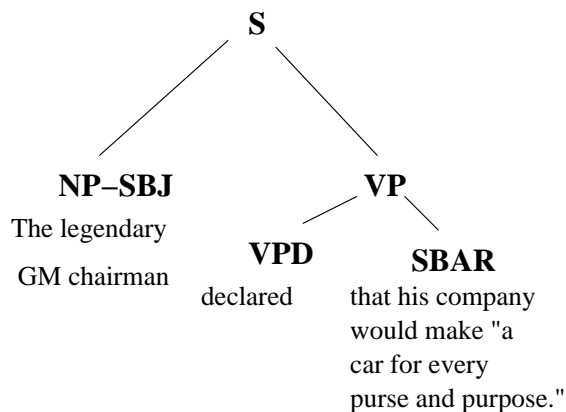 S
NP–SBJ
VP
The legendary
GM chairman
VPD
declared
SBAR
that his company
would make "a
car for every
purse and purpose."